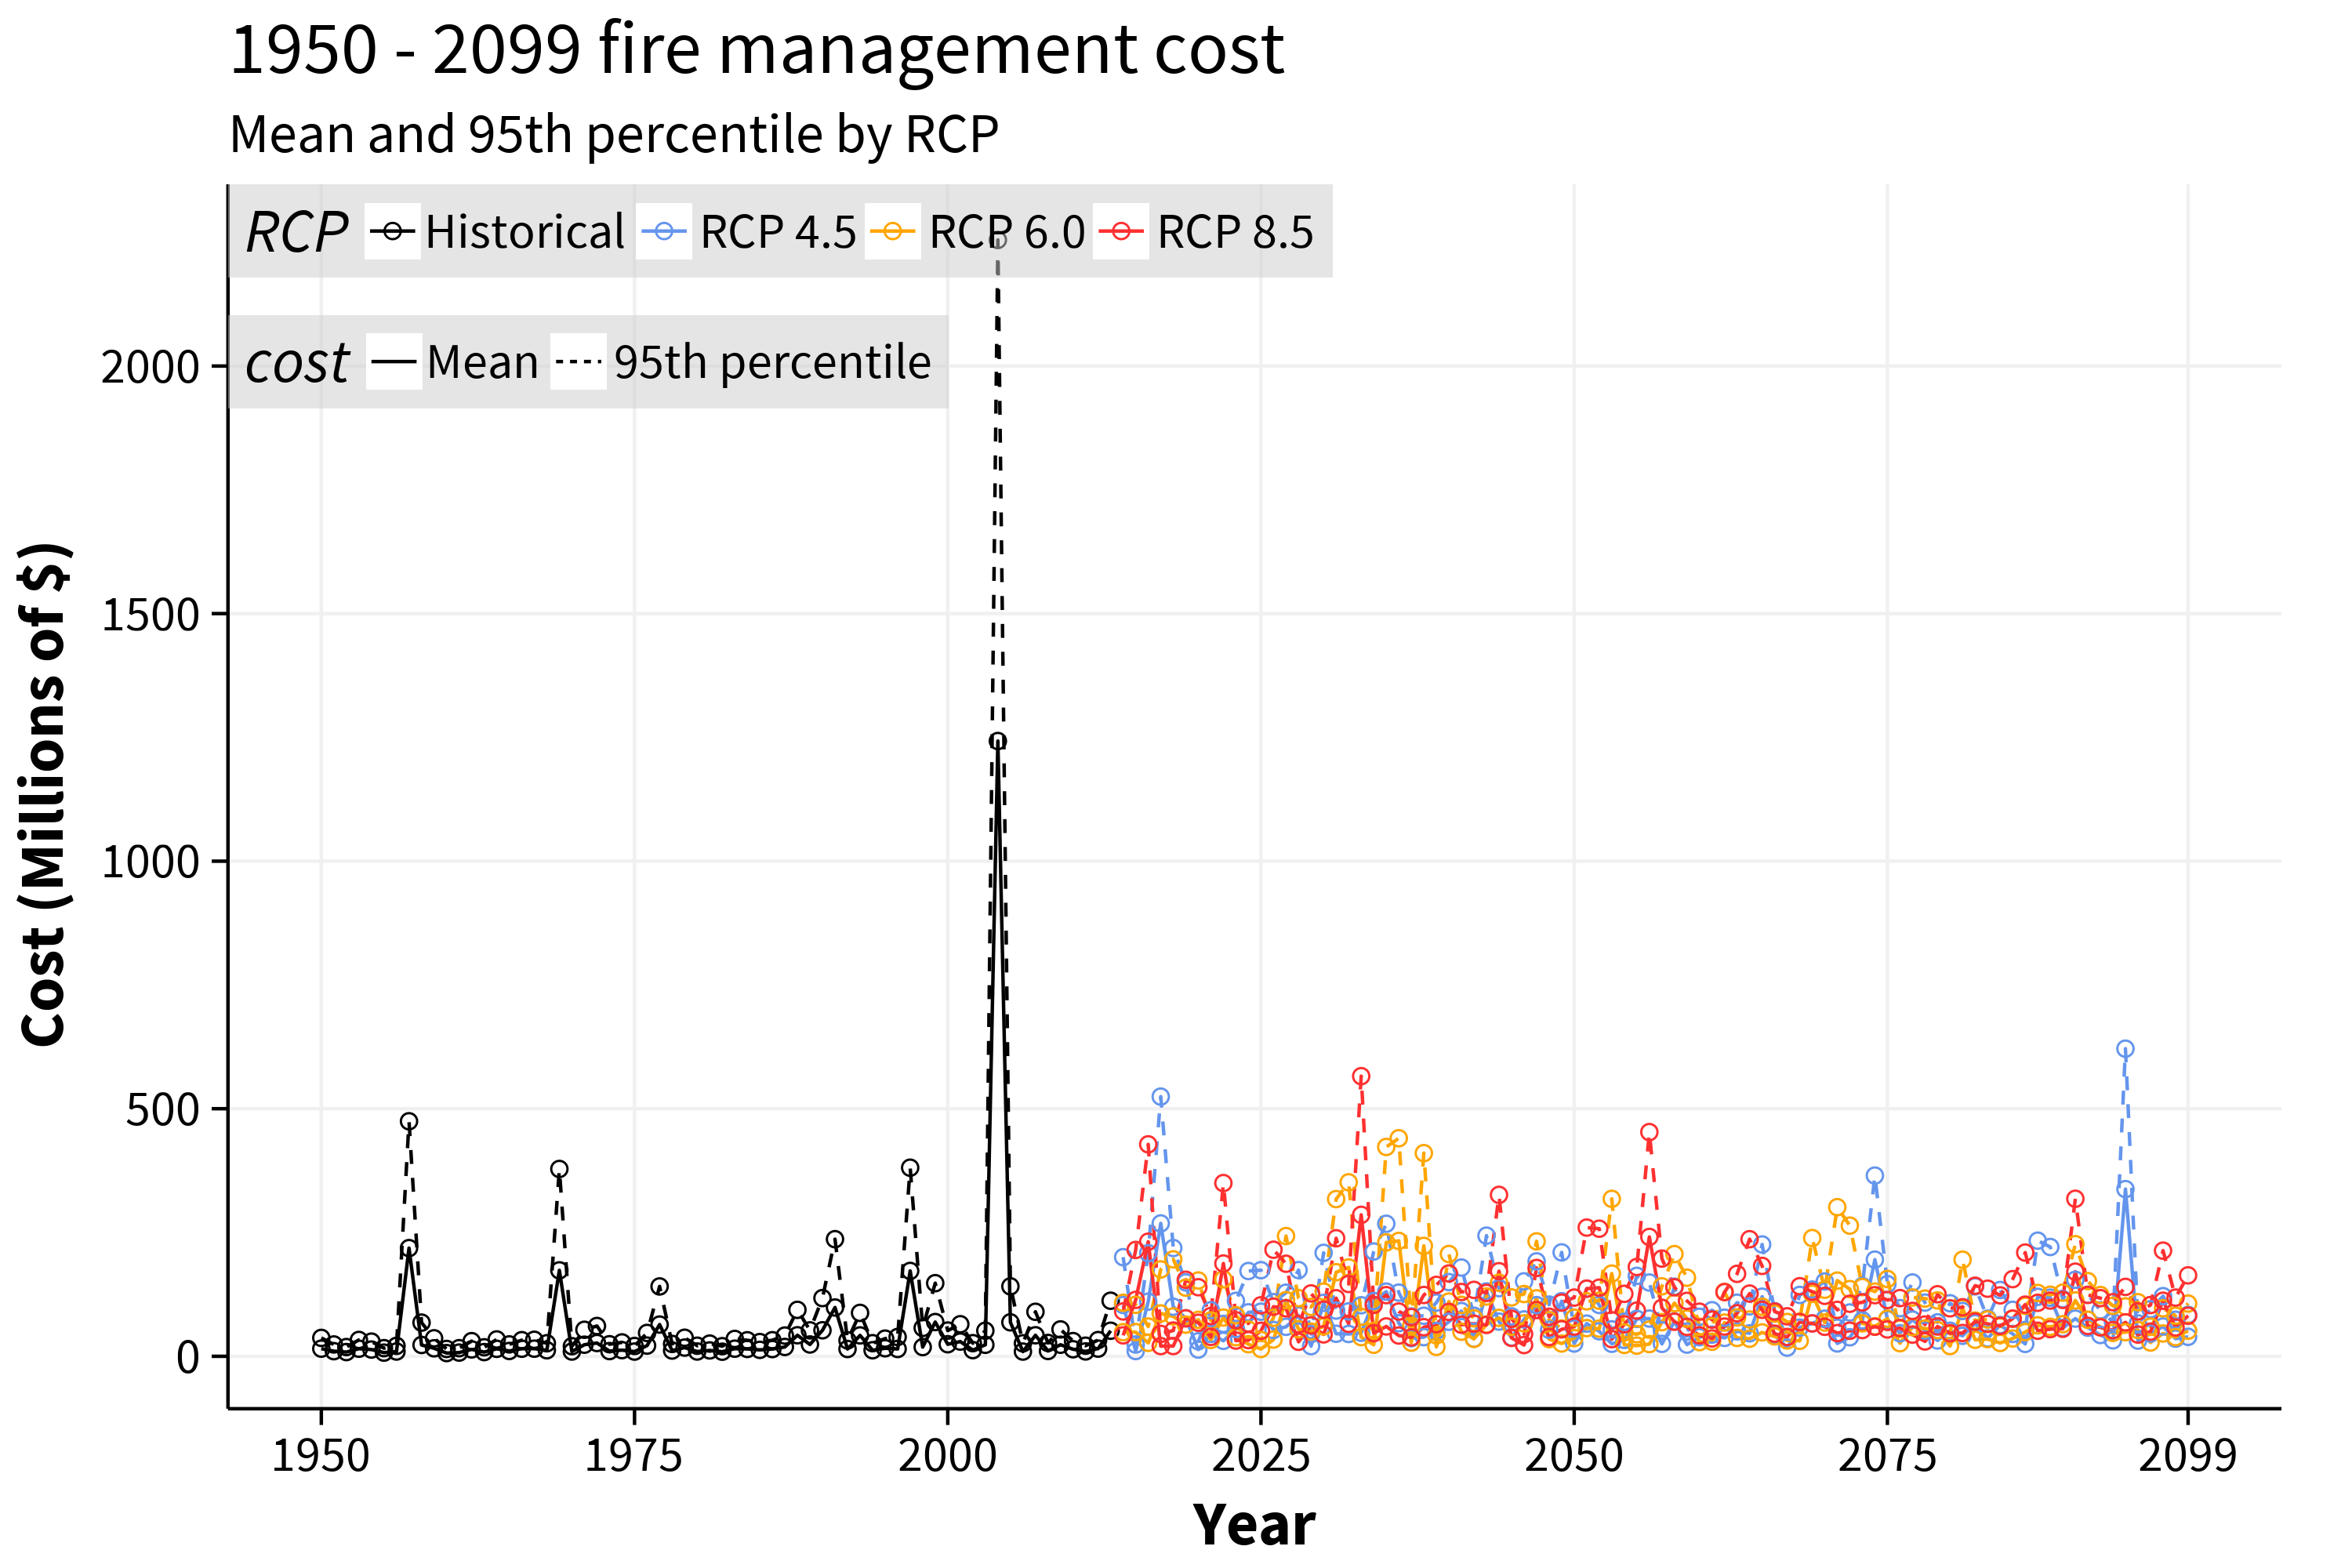 1950 - 2099 fire management cost
Mean and 95th percentile by RCP
RCP Historical RCP 4.5 RCP 6.0 RCP 8.5
cost Mean 95th percentile
2000
1500
1000
500
0
Cost (Millions of $)
1950 1975 2000 2025 2050 2075 2099
Year